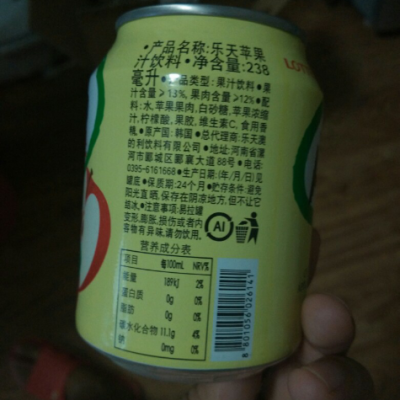 •产品名称:乐天苹果
汁饮料•净含量:238
毫升•产品类型:果汁饮料•果
汁含量≥13%,果肉含量≥12%•配
料:水,苹果果肉,白砂糖,苹果浓缩
汁,柠檬酸,果胶,维生素C,食用香
精,•原产国:韩国•总代理商:乐天澳
的利饮料有限公司•地址:河南省漯
河市郾城区郾襄大道88号•电话:
0395-6161668•生产日期:(年/月/日)见
罐底•保质期:24个月•贮存条件:避免
阳光直晒,保存在阴凉地方,但不让它
结冰•注意事项:易拉罐
变形,膨胀,损伤或者内
容物有异味,请勿饮用。
Al
营养成分表
项目 每100mL NRV%
能量 189kJ 2%
蛋白质 0g 0%
脂肪 0g 0%
碳水化合物 11.1g 4%
钠 0mg 0%
8801056026141
LOTT